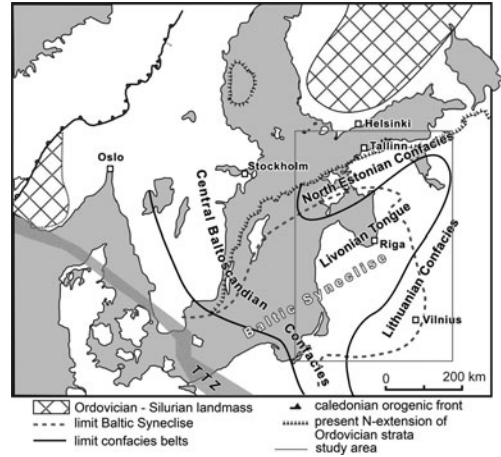 Helsinki
Tallinn
Oslo
Stockholm
North Estonian Confacies
Central Baltoscandian
Confacies
Livonian Tongue
Riga
Lithuanian Confacies
Baltic Syneclise
Vilnius
TTZ
0 200 km
Ordovician - Silurian landmass
limit Baltic Syneclise
limit confacies belts
caledonian orogenic front
present N-extension of
Ordovician strata
study area